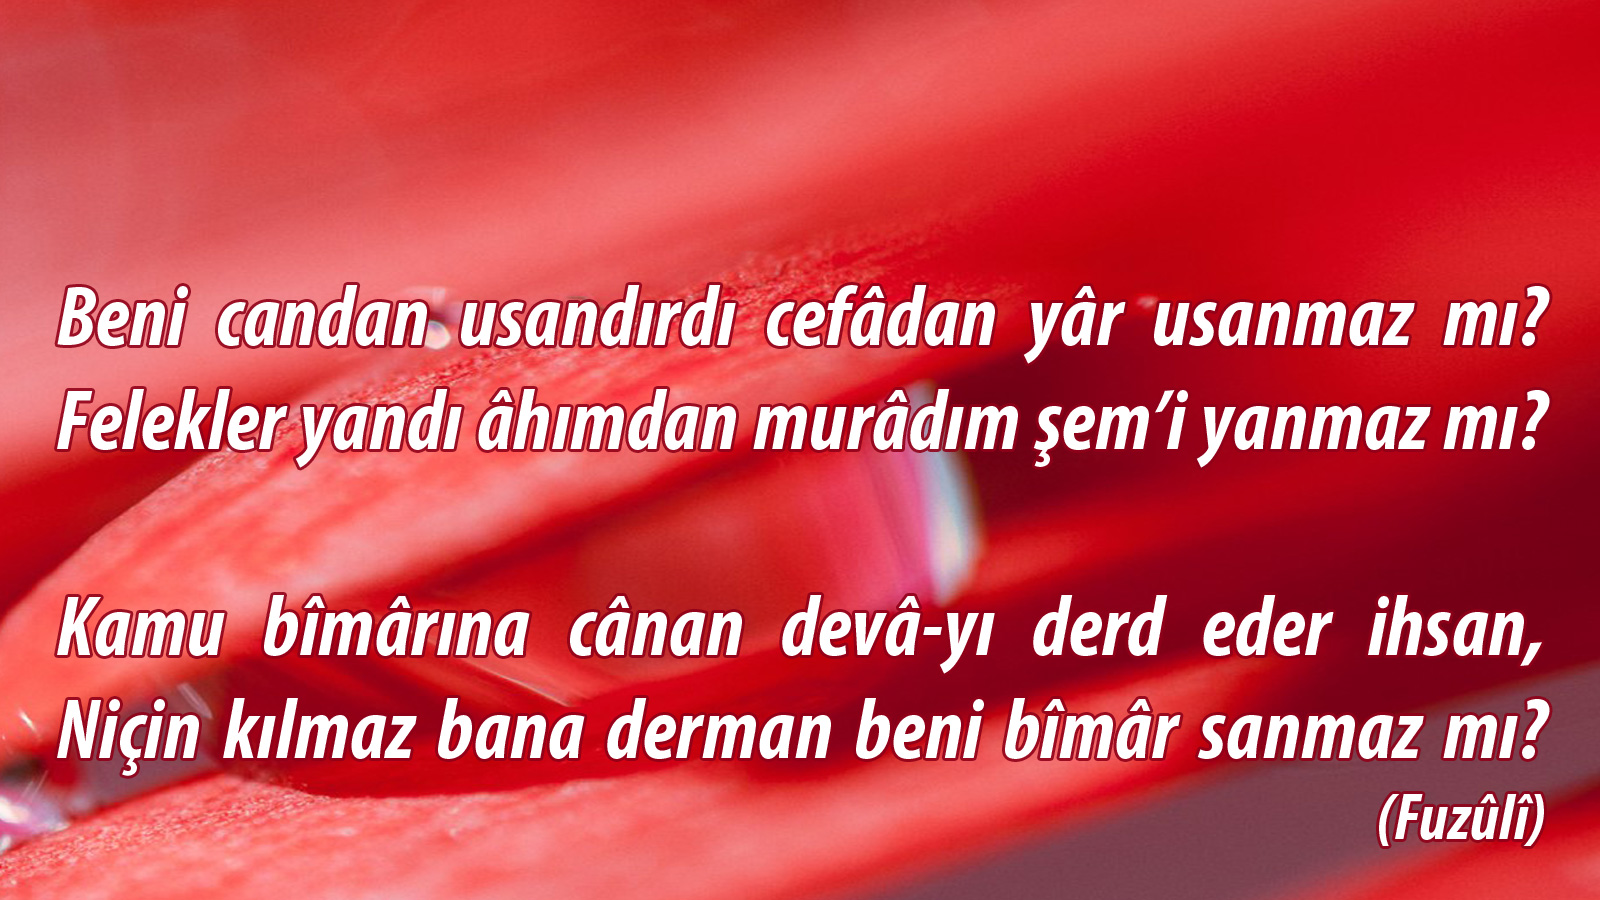 Beni candan usandırdı cefâdan yâr usanmaz mı?
Felekler yandı âhımdan murâdım şem’i yanmaz mı?
Kamu bîmârına cânan devâ-yı derd eder ihsan,
Niçin kılmaz bana derman beni bîmâr sanmaz mı?
(Fuzûlî)